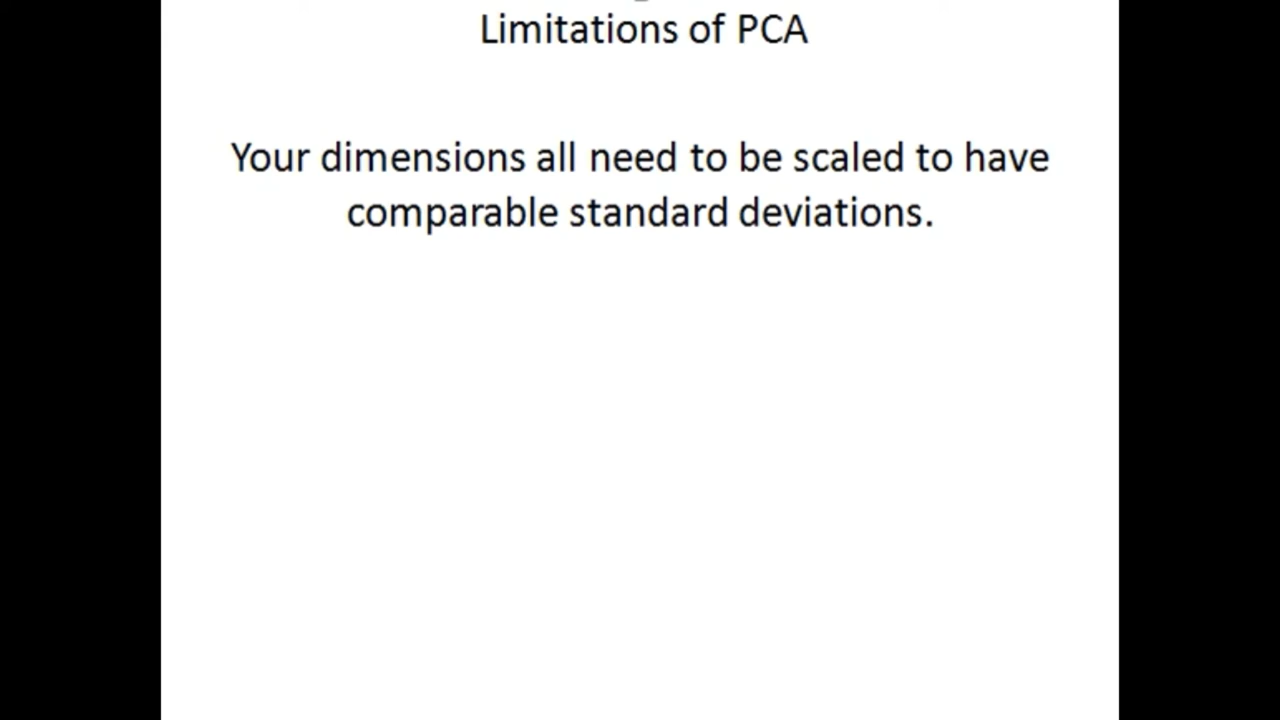 Limitations of PCA
Your dimensions all need to be scaled to have
comparable standard deviations.